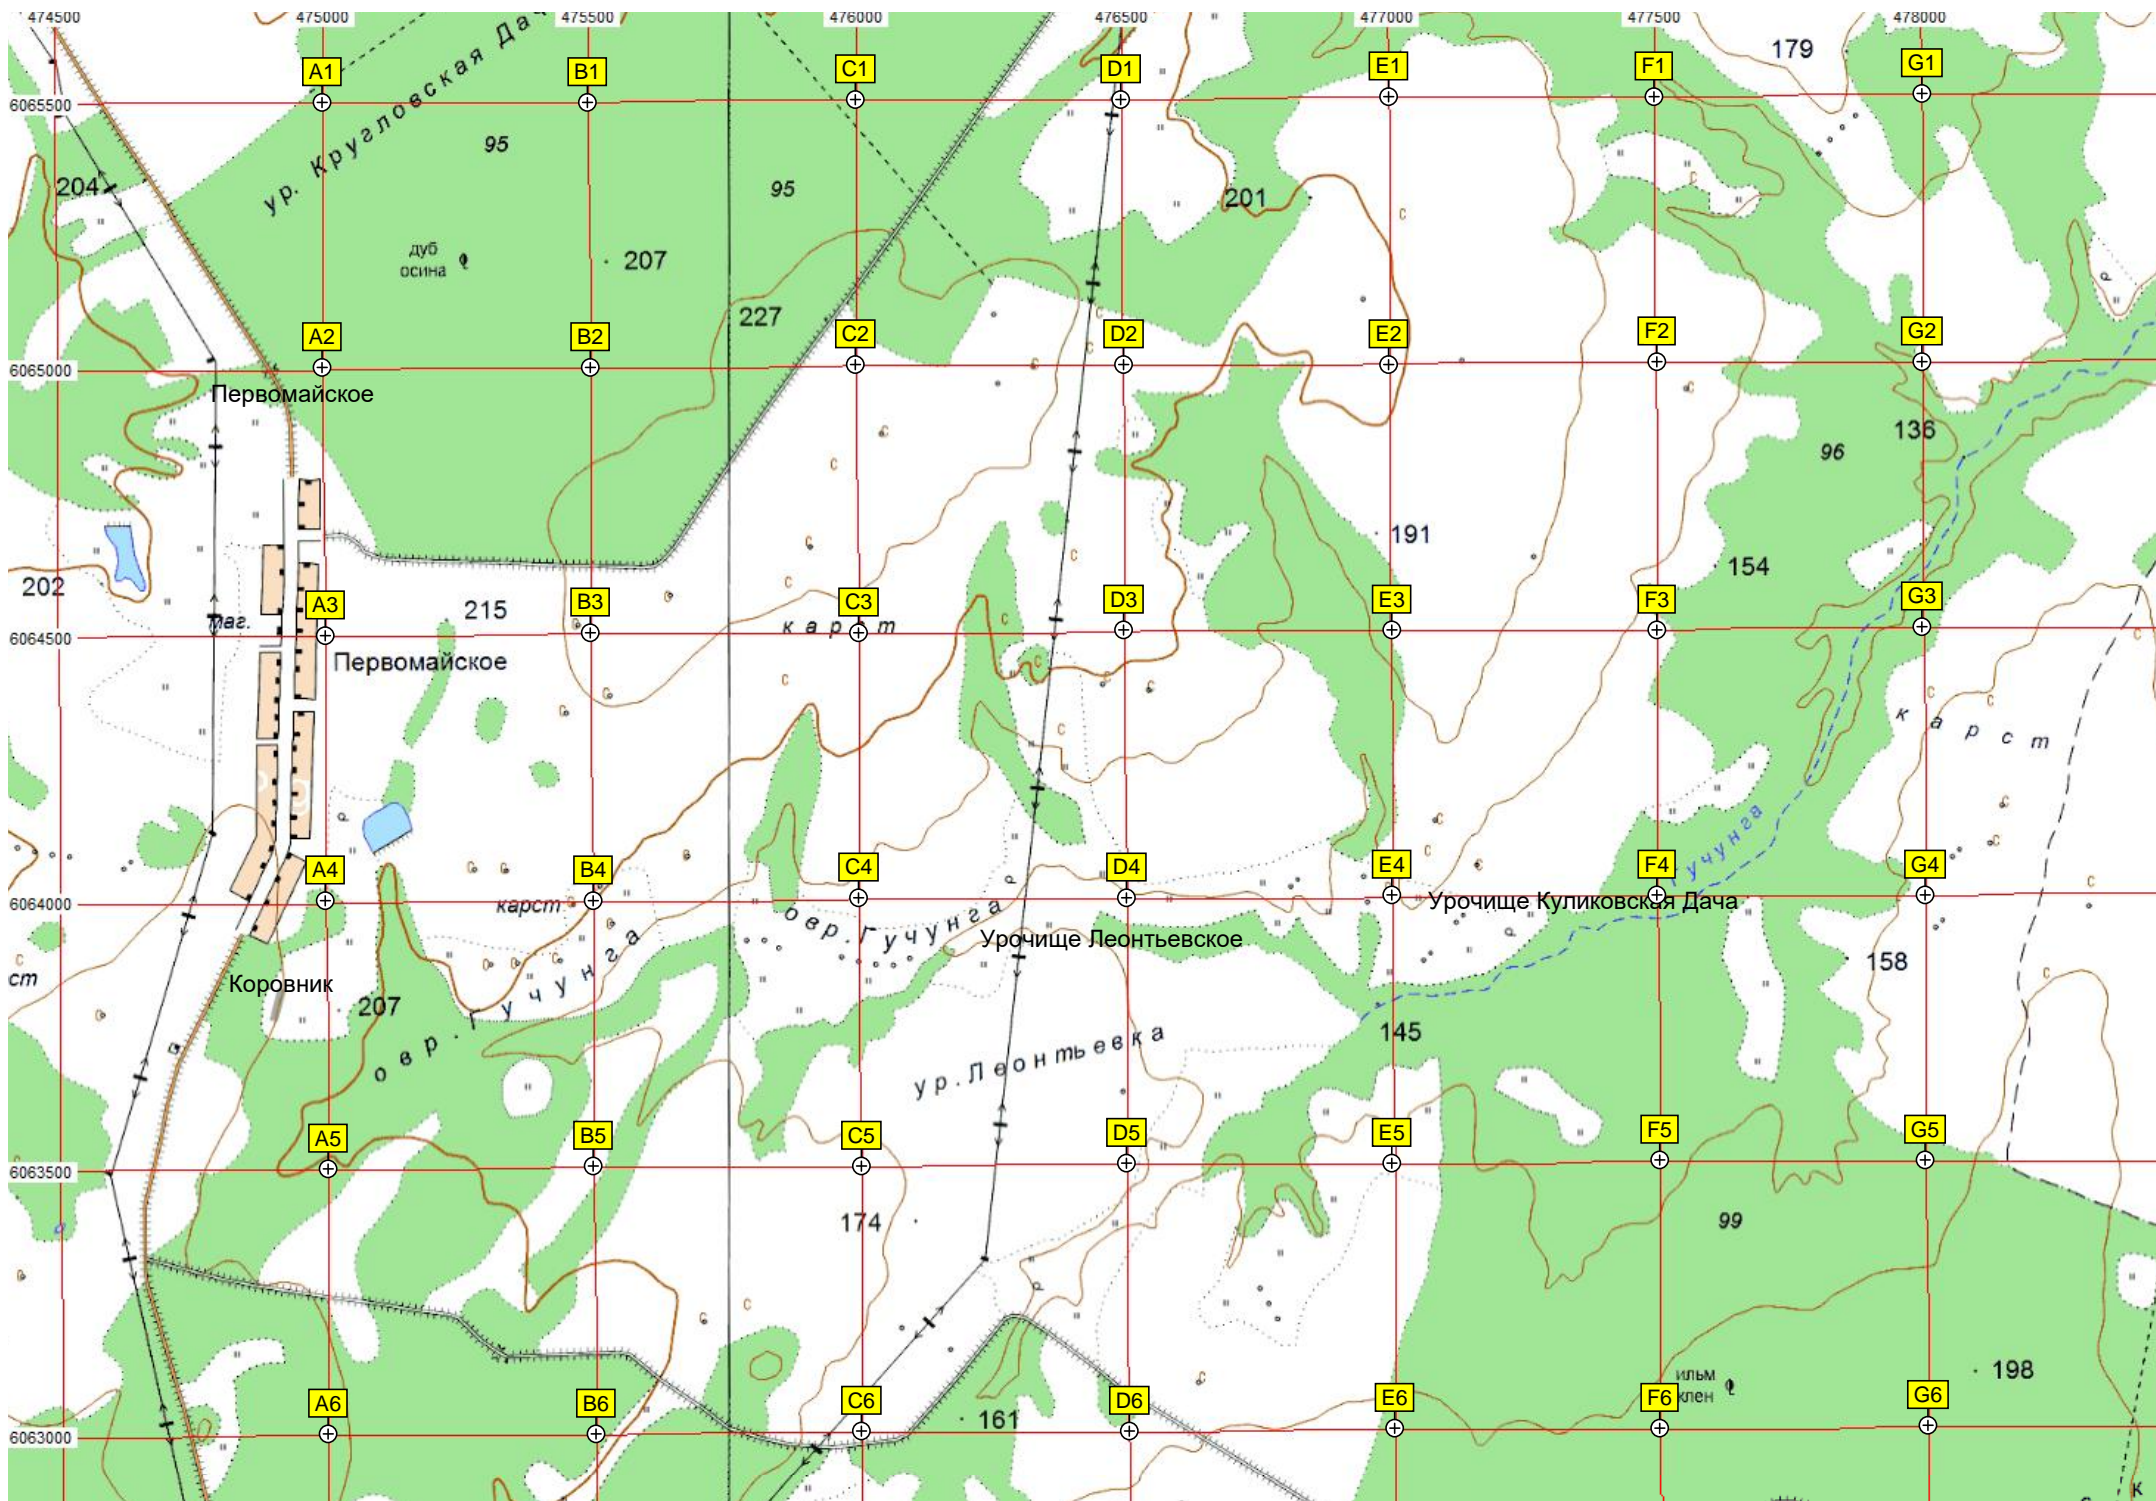 474500 475000 475500 476000 476500 477000 477500 478000
A1 B1 C1 D1 E1 F1 G1
179
6065500
ур. Кругловская Дач
95
204
95
201
дуб
осина
207
227
A2 B2 C2 D2 E2 F2 G2
6065000
Первомайское
136
96
191
154
202
маг.
A3 B3 C3 D3 E3 F3 G3
215
карст
6064500
Первомайское
карст
учунга
A4 B4 C4 D4 E4 F4 G4
6064000
карст
овр. Гучунга
Урочище Куликовская Дача
Урочище Леонтьевское
158
ст
Коровник
207
овр. Гучунга
145
ур. Леонтьевка
A5 B5 C5 D5 E5 F5 G5
6063500
174
99
ильм
клен
198
A6 B6 C6 D6 E6 F6 G6
161
6063000
к